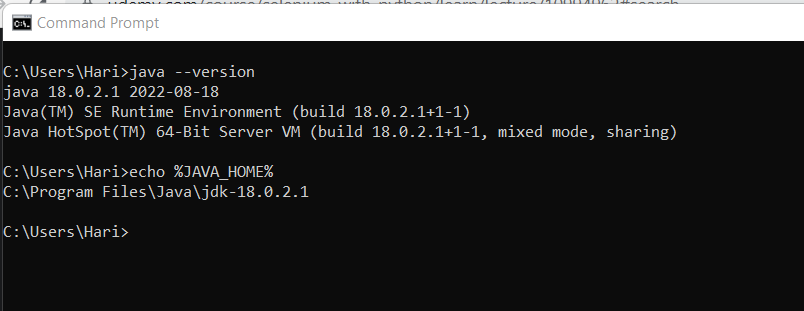 Command Prompt
C:\Users\Hari>java --version
java 18.0.2.1 2022-08-18
Java(TM) SE Runtime Environment (build 18.0.2.1+1-1)
Java HotSpot(TM) 64-Bit Server VM (build 18.0.2.1+1-1, mixed mode, sharing)
C:\Users\Hari>echo %JAVA_HOME%
C:\Program Files\Java\jdk-18.0.2.1
C:\Users\Hari>